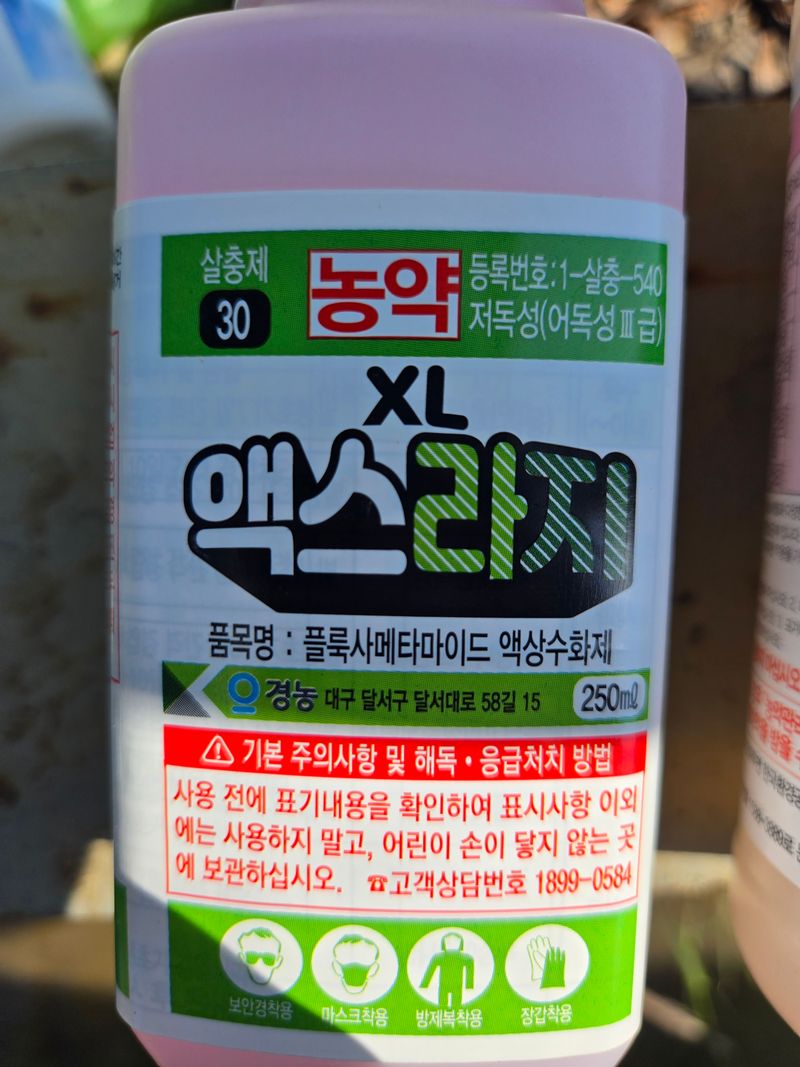 살충제
30
농약
등록번호:1-살충-540
저독성(어독성Ⅲ급)
XL
액스라지
품목명 : 플룩사메타마이드 액상수화제
경농 대구 달서구 달서대로 58길 15 250㎖
⚠ 기본 주의사항 및 해독 • 응급처치 방법
사용 전에 표기내용을 확인하여 표시사항 이외
에는 사용하지 말고, 어린이 손이 닿지 않는 곳
에 보관하십시오. ☎고객상담번호 1899-0584
보안경착용 마스크착용 방제복착용 장갑착용